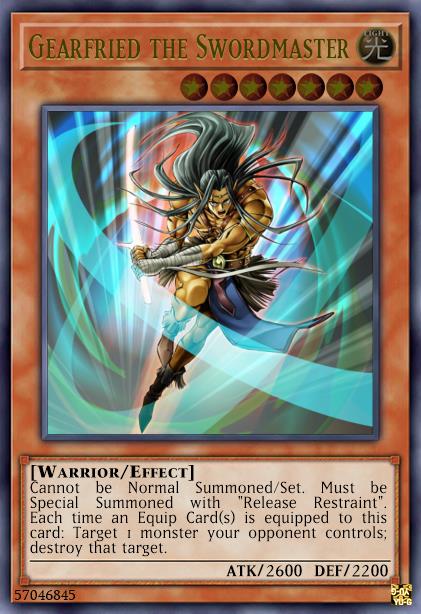 Gearfried the Swordmaster
LIGHT
光
[Warrior/Effect]
Cannot be Normal Summoned/Set. Must be
Special Summoned with "Release Restraint".
Each time an Equip Card(s) is equipped to this
card: Target 1 monster your opponent controls;
destroy that target.
ATK/2600 DEF/2200
57046845